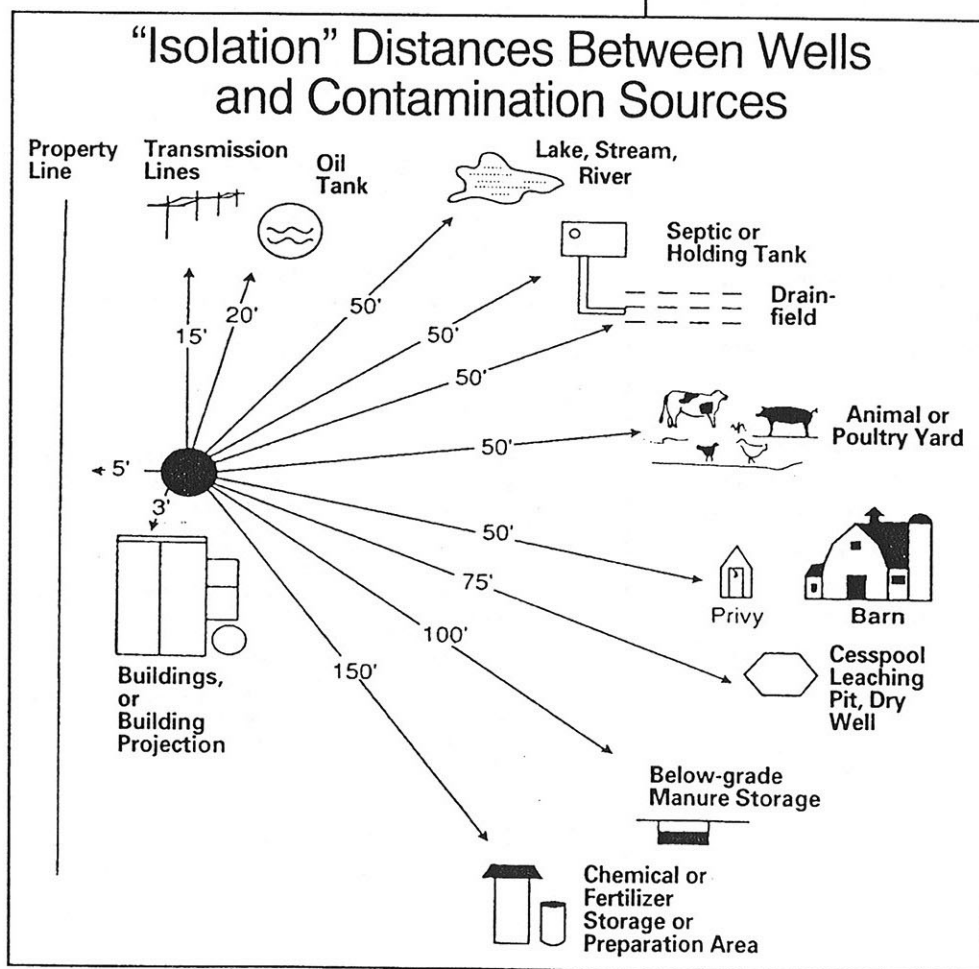 “Isolation” Distances Between Wells
and Contamination Sources
Property
Line
Transmission
Lines
Oil
Tank
Lake, Stream,
River
Septic or
Holding Tank
Drain-
field
15'
20'
50'
50'
50'
Animal or
Poultry Yard
50'
5'
3'
50'
Privy
Barn
75'
Cesspool
Leaching
Pit, Dry
Well
100'
150'
Buildings,
or
Building
Projection
Below-grade
Manure Storage
Chemical or
Fertilizer
Storage or
Preparation Area